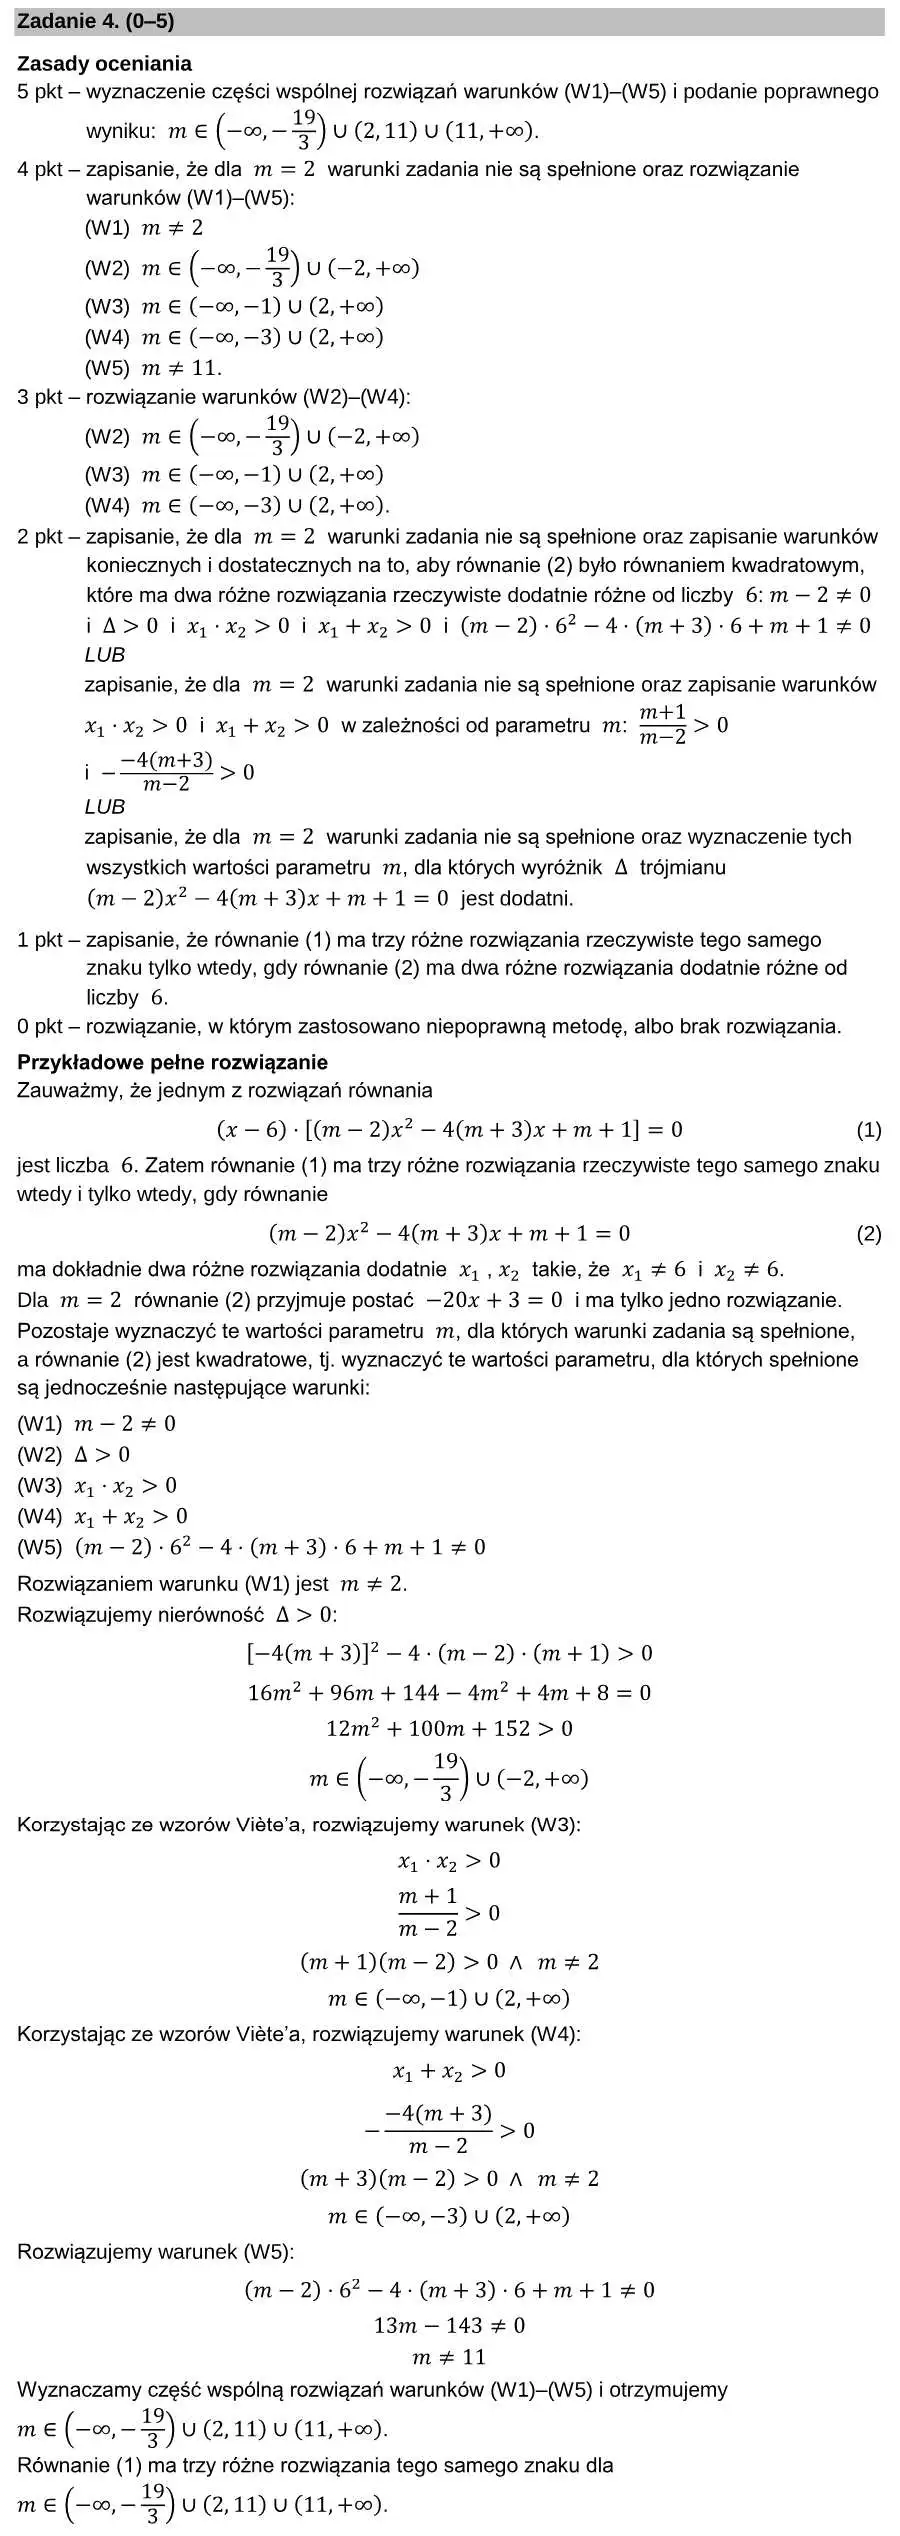 Zadanie 4. (0–5)
Zasady oceniania
5 pkt – wyznaczenie części wspólnej rozwiązań warunków (W1)–(W5) i podanie poprawnego
wyniku: m ∈ (−∞, −19/3) ∪ (2, 11) ∪ (11, +∞).
4 pkt – zapisanie, że dla m = 2 warunki zadania nie są spełnione oraz rozwiązanie
warunków (W1)–(W5):
(W1) m ≠ 2
(W2) m ∈ (−∞, −19/3) ∪ (−2, +∞)
(W3) m ∈ (−∞, −1) ∪ (2, +∞)
(W4) m ∈ (−∞, −3) ∪ (2, +∞)
(W5) m ≠ 11.
3 pkt – rozwiązanie warunków (W2)–(W4):
(W2) m ∈ (−∞, −19/3) ∪ (−2, +∞)
(W3) m ∈ (−∞, −1) ∪ (2, +∞)
(W4) m ∈ (−∞, −3) ∪ (2, +∞).
2 pkt – zapisanie, że dla m = 2 warunki zadania nie są spełnione oraz zapisanie warunków
koniecznych i dostatecznych na to, aby równanie (2) było równaniem kwadratowym,
które ma dwa różne rozwiązania rzeczywiste dodatnie różne od liczby 6: m − 2 ≠ 0
i Δ > 0 i x₁ · x₂ > 0 i x₁ + x₂ > 0 i (m − 2) · 6² − 4 · (m + 3) · 6 + m + 1 ≠ 0
LUB
zapisanie, że dla m = 2 warunki zadania nie są spełnione oraz zapisanie warunków
x₁ · x₂ > 0 i x₁ + x₂ > 0 w zależności od parametru m: (m+1)/(m−2) > 0
i −(−4(m+3))/(m−2) > 0
LUB
zapisanie, że dla m = 2 warunki zadania nie są spełnione oraz wyznaczenie tych
wszystkich wartości parametru m, dla których wyróżnik Δ trójmianu
(m − 2)x² − 4(m + 3)x + m + 1 = 0 jest dodatni.
1 pkt – zapisanie, że równanie (1) ma trzy różne rozwiązania rzeczywiste tego samego
znaku tylko wtedy, gdy równanie (2) ma dwa różne rozwiązania dodatnie różne od
liczby 6.
0 pkt – rozwiązanie, w którym zastosowano niepoprawną metodę, albo brak rozwiązania.
Przykładowe pełne rozwiązanie
Zauważmy, że jednym z rozwiązań równania
(x − 6) · [(m − 2)x² − 4(m + 3)x + m + 1] = 0 (1)
jest liczba 6. Zatem równanie (1) ma trzy różne rozwiązania rzeczywiste tego samego znaku
wtedy i tylko wtedy, gdy równanie
(m − 2)x² − 4(m + 3)x + m + 1 = 0 (2)
ma dokładnie dwa różne rozwiązania dodatnie x₁ , x₂ takie, że x₁ ≠ 6 i x₂ ≠ 6.
Dla m = 2 równanie (2) przyjmuje postać −20x + 3 = 0 i ma tylko jedno rozwiązanie.
Pozostaje wyznaczyć te wartości parametru m, dla których warunki zadania są spełnione,
a równanie (2) jest kwadratowe, tj. wyznaczyć te wartości parametru, dla których spełnione
są jednocześnie następujące warunki:
(W1) m − 2 ≠ 0
(W2) Δ > 0
(W3) x₁ · x₂ > 0
(W4) x₁ + x₂ > 0
(W5) (m − 2) · 6² − 4 · (m + 3) · 6 + m + 1 ≠ 0
Rozwiązaniem warunku (W1) jest m ≠ 2.
Rozwiązujemy nierówność Δ > 0:
[−4(m + 3)]² − 4 · (m − 2) · (m + 1) > 0
16m² + 96m + 144 − 4m² + 4m + 8 = 0
12m² + 100m + 152 > 0
m ∈ (−∞, −19/3) ∪ (−2, +∞)
Korzystając ze wzorów Viète’a, rozwiązujemy warunek (W3):
x₁ · x₂ > 0
(m + 1)/(m − 2) > 0
(m + 1)(m − 2) > 0 ∧ m ≠ 2
m ∈ (−∞, −1) ∪ (2, +∞)
Korzystając ze wzorów Viète’a, rozwiązujemy warunek (W4):
x₁ + x₂ > 0
−(−4(m + 3))/(m − 2) > 0
(m + 3)(m − 2) > 0 ∧ m ≠ 2
m ∈ (−∞, −3) ∪ (2, +∞)
Rozwiązujemy warunek (W5):
(m − 2) · 6² − 4 · (m + 3) · 6 + m + 1 ≠ 0
13m − 143 ≠ 0
m ≠ 11
Wyznaczamy część wspólną rozwiązań warunków (W1)–(W5) i otrzymujemy
m ∈ (−∞, −19/3) ∪ (2, 11) ∪ (11, +∞).
Równanie (1) ma trzy różne rozwiązania tego samego znaku dla
m ∈ (−∞, −19/3) ∪ (2, 11) ∪ (11, +∞).